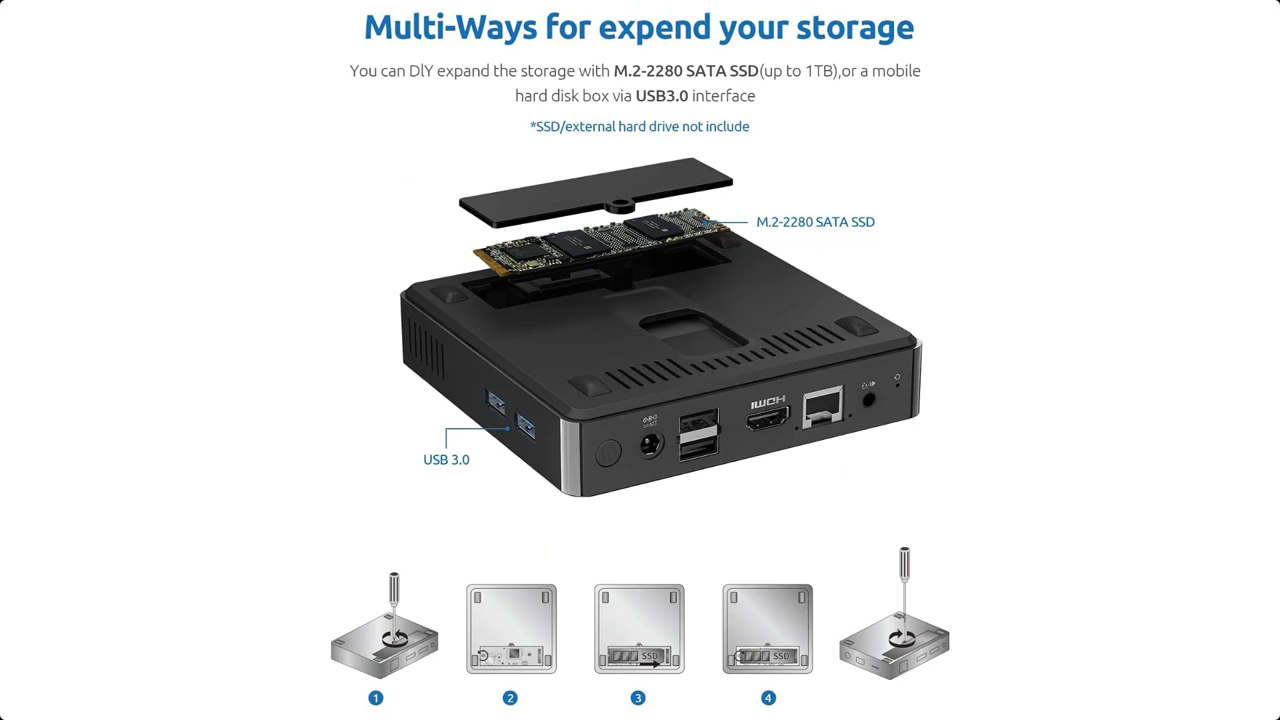 Multi-Ways for expend your storage
You can DlY expand the storage with M.2-2280 SATA SSD(up to 1TB),or a mobile
hard disk box via USB3.0 interface
*SSD/external hard drive not include
M.2-2280 SATA SSD
HDMI
USB 3.0
SSD
SSD
1
2
3
4